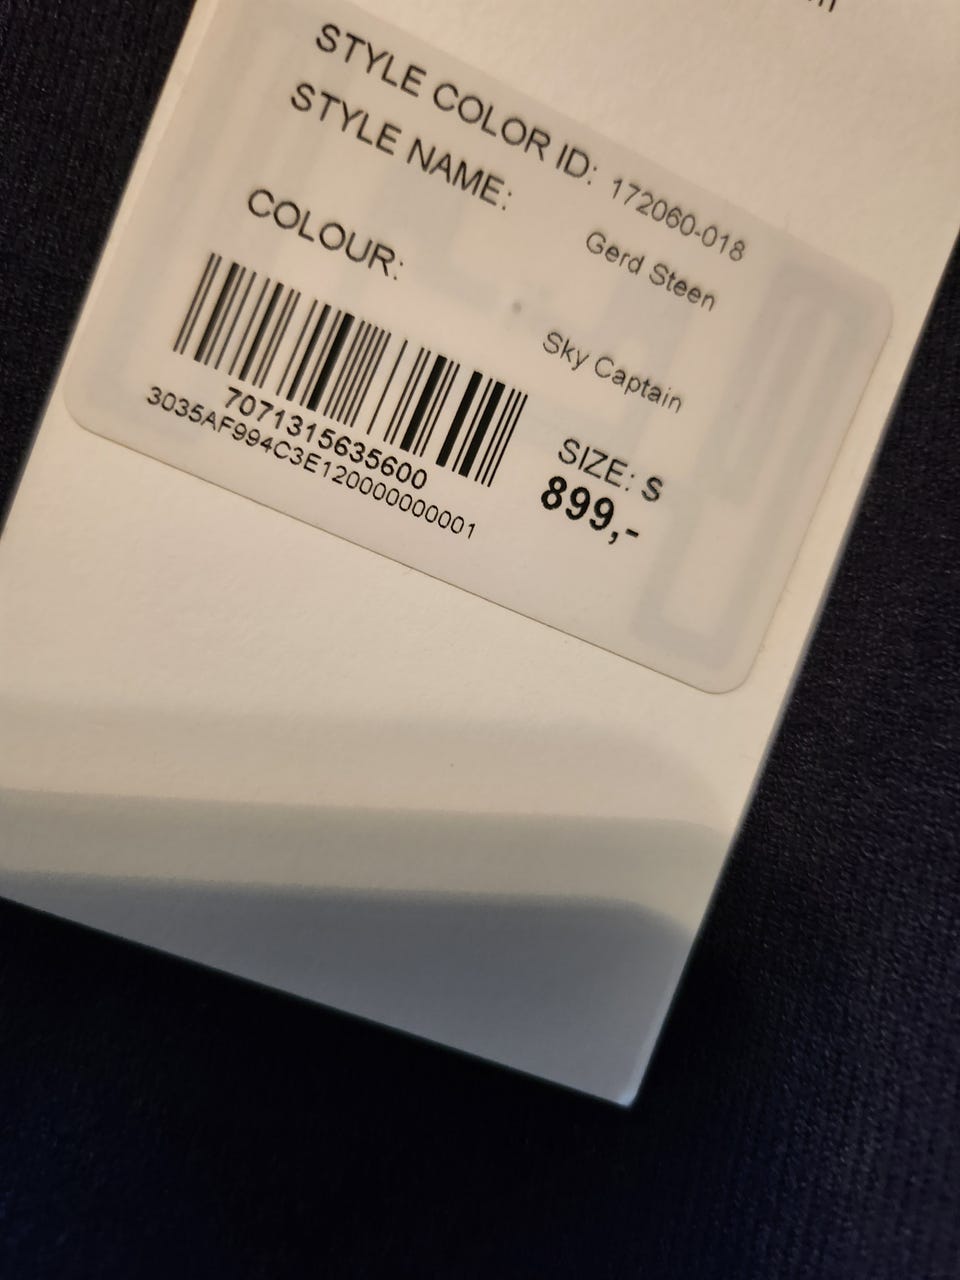 STYLE COLOR ID: 172060-018
STYLE NAME: Gerd Steen
COLOUR: Sky Captain
7071315635600
3035AF994C3E120000000001
SIZE: S
899,-